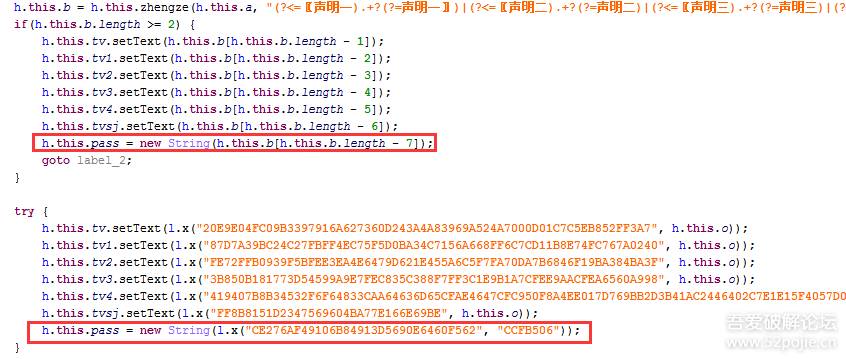 h.this.b = h.this.zhengze(h.this.a, "(?<=〖声明一).+?(?=声明一〗)|(?<=〖声明二).+?(?=声明二)|(?<=〖声明三).+?(?=声明三)|(?
if(h.this.b.length >= 2) {
h.this.tv.setText(h.this.b[h.this.b.length - 1]);
h.this.tv1.setText(h.this.b[h.this.b.length - 2]);
h.this.tv2.setText(h.this.b[h.this.b.length - 3]);
h.this.tv3.setText(h.this.b[h.this.b.length - 4]);
h.this.tv4.setText(h.this.b[h.this.b.length - 5]);
h.this.tvsj.setText(h.this.b[h.this.b.length - 6]);
h.this.pass = new String(h.this.b[h.this.b.length - 7]);
goto label_2;
}
try {
h.this.tv.setText(l.x("20E9E04FC09B3397916A627360D243A4A83969A524A7000D01C7C5EB852FF3A7", h.this.o));
h.this.tv1.setText(l.x("87D7A39BC24C27FBFF4EC75F5D0BA34C7156A668FF6C7CD11B8E74FC767A0240", h.this.o));
h.this.tv2.setText(l.x("FE72FFB0939F5BFEE3EA4E6479D621E455A6C5F7FA70DA7B6846F19BA384BA3F", h.this.o));
h.this.tv3.setText(l.x("3B850B181773D54599A9E7FEC835C388F7FF3C1E9B1A7CFEE9AACFEA6560A998", h.this.o));
h.this.tv4.setText(l.x("419407B8B34532F6F64833CAA64636D65CFAE4647CFC950F8A4EE017D769BB2D3B41AC2446402C7E1E15F4057D0
h.this.tvsj.setText(l.x("FF8B8151D2347569604BA77E166E69BE", h.this.o));
h.this.pass = new String(l.x("CE276AF49106B84913D5690E6460F562", "CCFB506"));
}
吾爱破解论坛
www.52pojie.cn